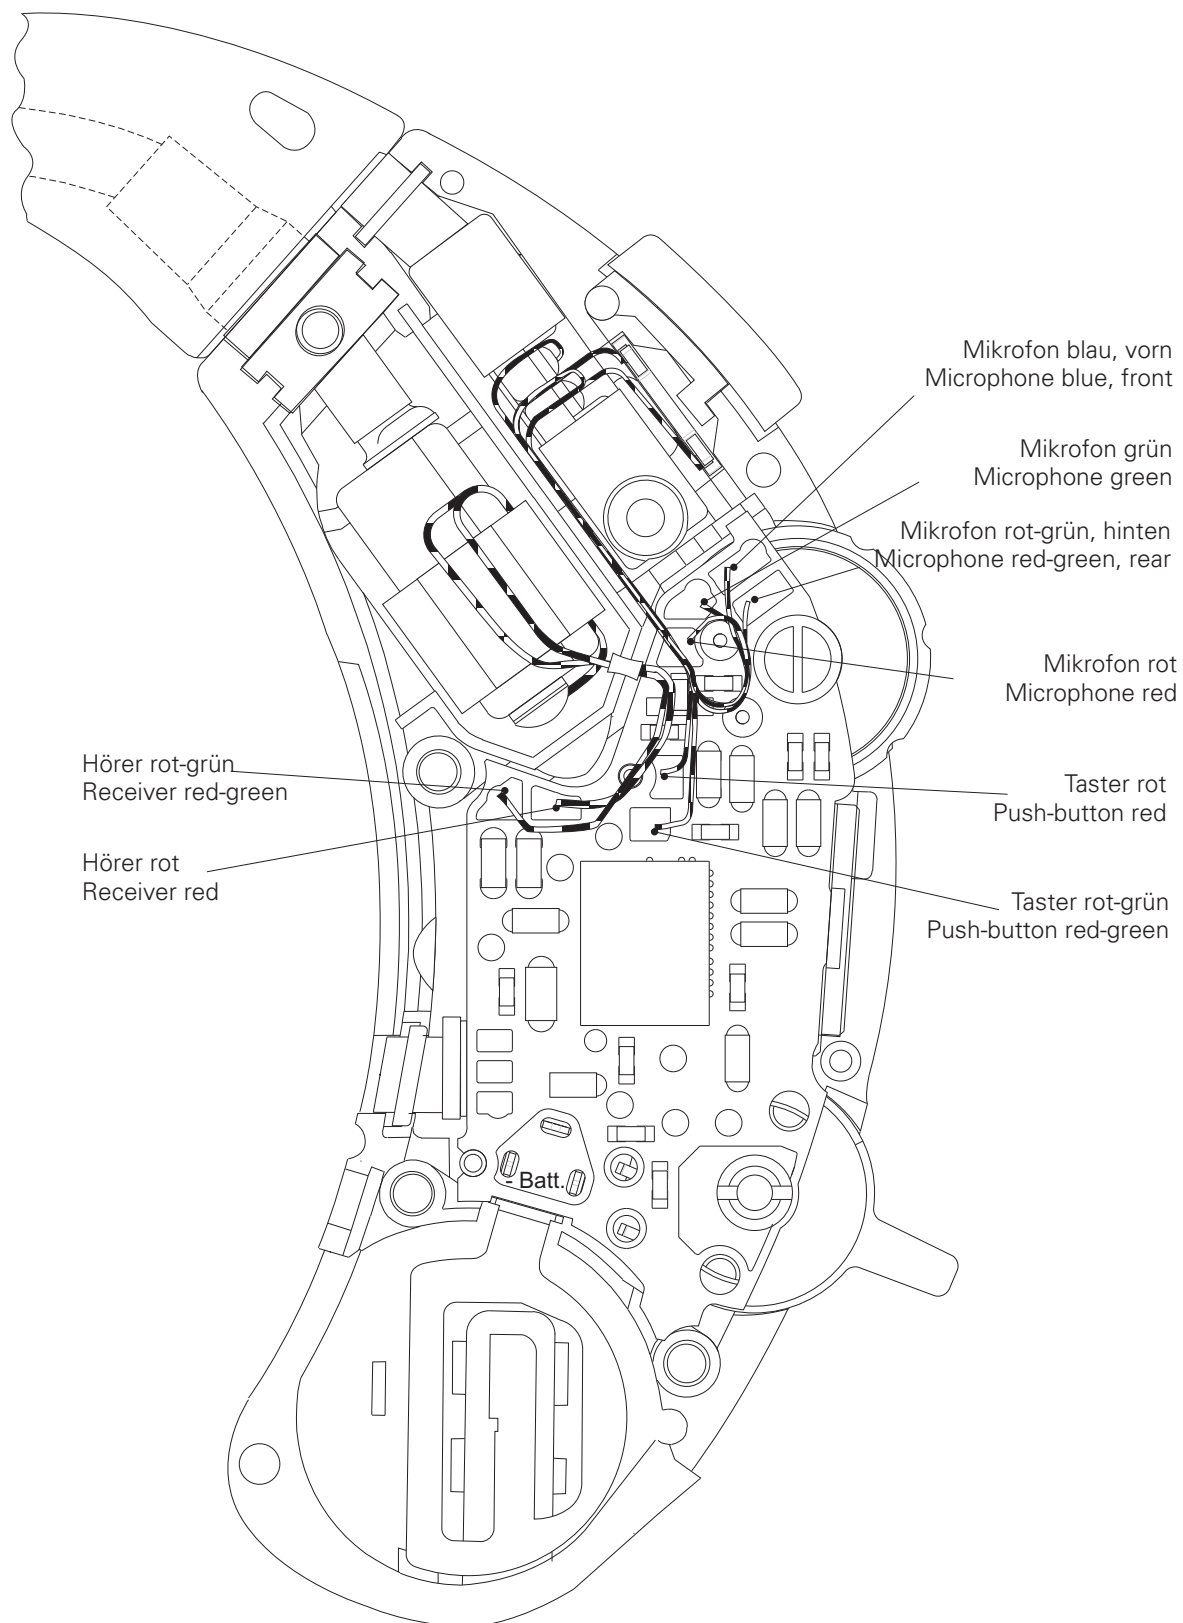 Mikrofon blau, vorn
Microphone blue, front
Mikrofon grün
Microphone green
Mikrofon rot-grün, hinten
Microphone red-green, rear
Mikrofon rot
Microphone red
Hörer rot-grün
Receiver red-green
Taster rot
Push-button red
Hörer rot
Receiver red
Taster rot-grün
Push-button red-green
- Batt.